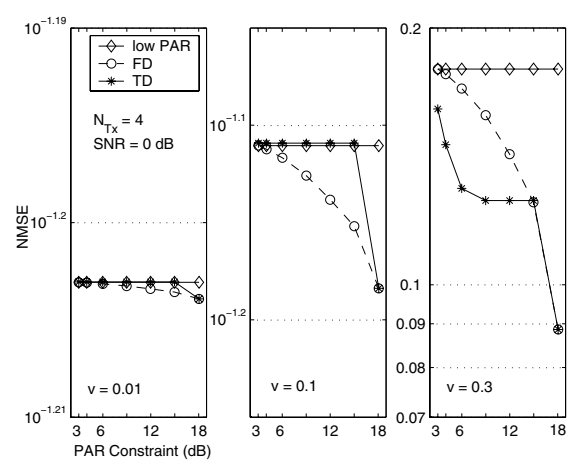 10^-1.19
10^-1.2
10^-1.21
NMSE
low PAR
FD
TD
N_Tx = 4
SNR = 0 dB
v = 0.01
3 6 12 18
PAR Constraint (dB)
10^-1.1
10^-1.2
v = 0.1
3 6 12 18
0.2
0.1
0.09
0.08
0.07
v = 0.3
3 6 12 18